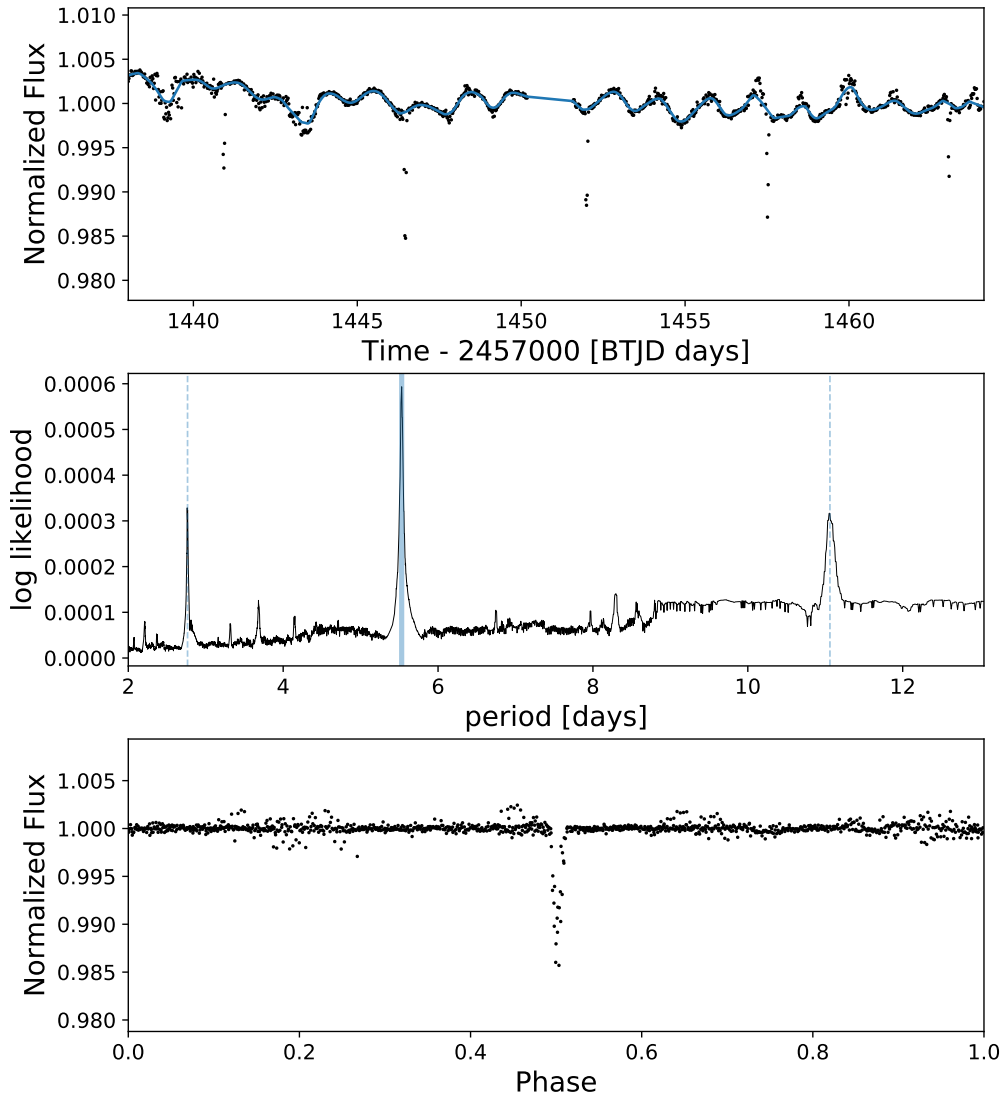 1.010
1.005
1.000
0.995
0.990
0.985
0.980
Normalized Flux
1440 1445 1450 1455 1460
Time - 2457000 [BTJD days]
0.0006
0.0005
0.0004
0.0003
0.0002
0.0001
0.0000
log likelihood
2 4 6 8 10 12
period [days]
1.005
1.000
0.995
0.990
0.985
0.980
Normalized Flux
0.0 0.2 0.4 0.6 0.8 1.0
Phase